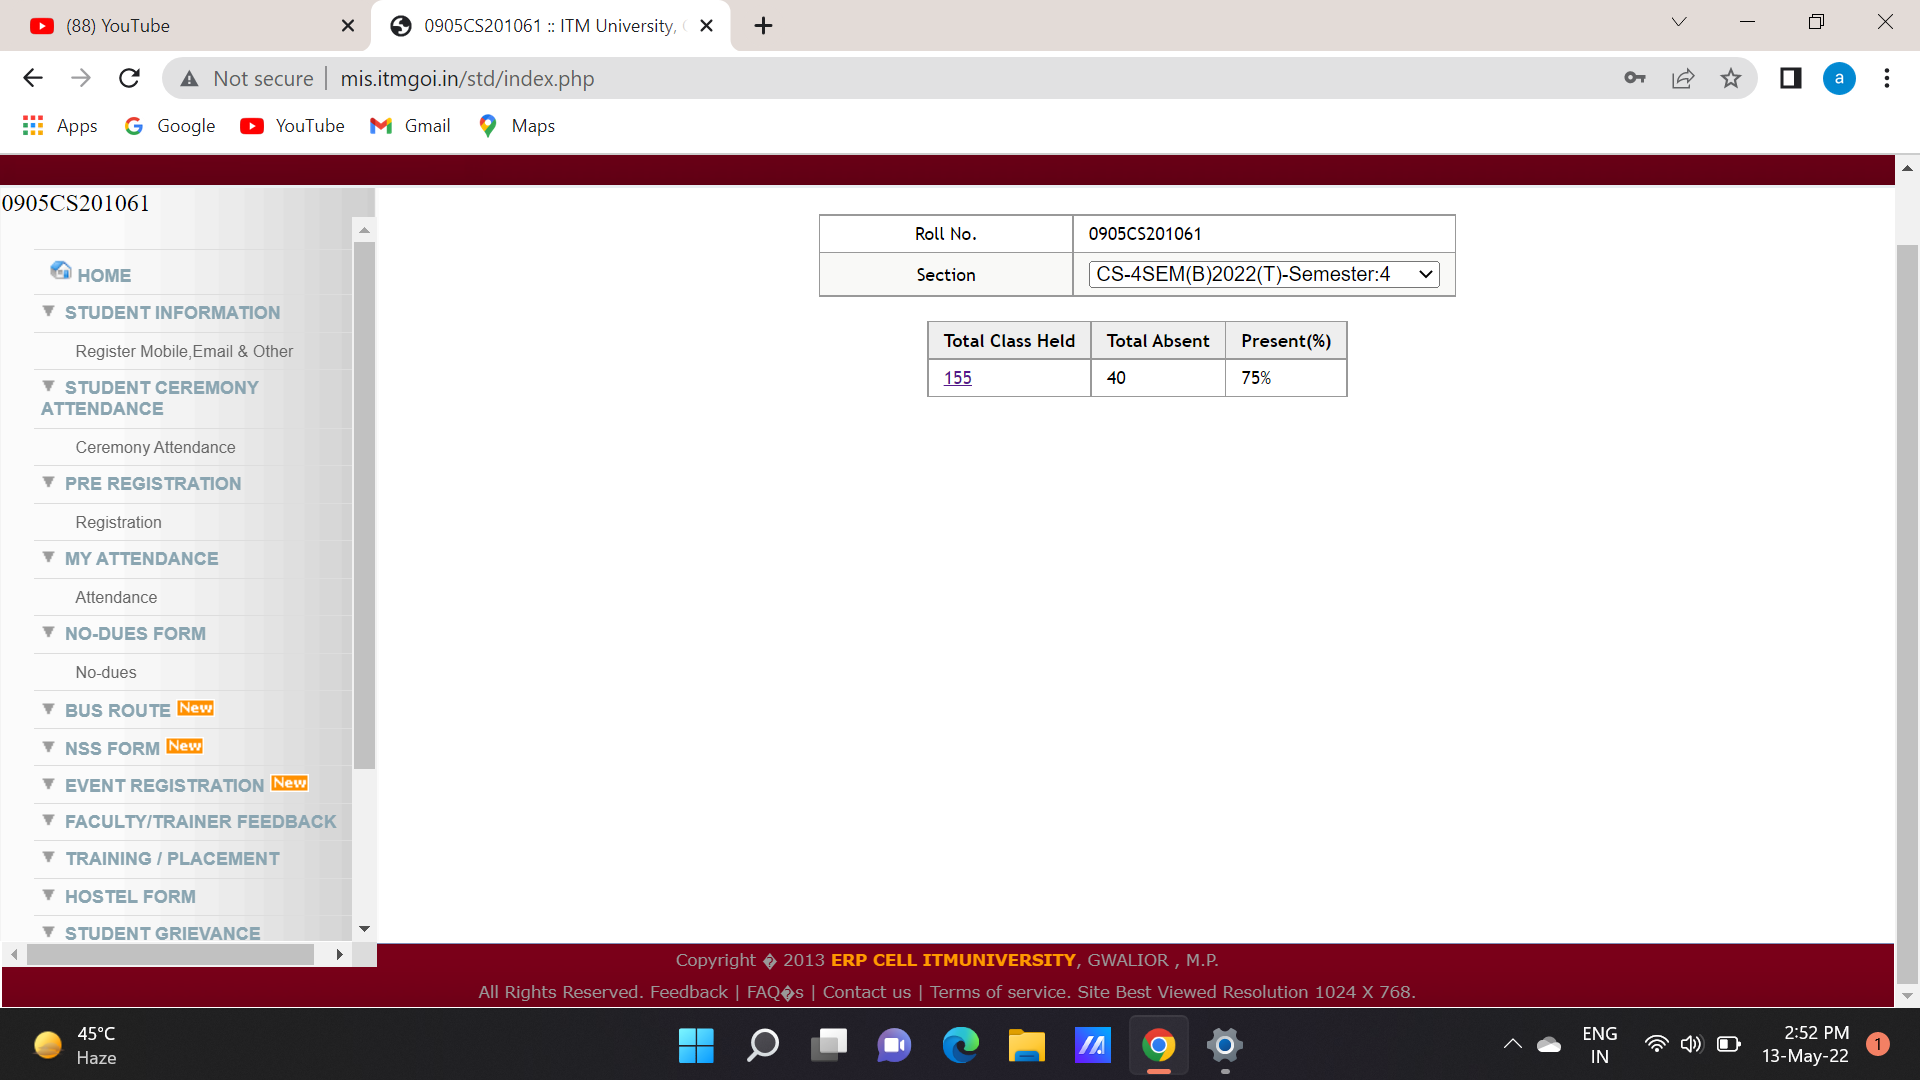 (88) YouTube
0905CS201061 :: ITM University,
Not secure
mis.itmgoi.in/std/index.php
a
Apps
Google
YouTube
Gmail
Maps
0905CS201061
HOME
STUDENT INFORMATION
Register Mobile,Email & Other
STUDENT CEREMONY
ATTENDANCE
Ceremony Attendance
PRE REGISTRATION
Registration
MY ATTENDANCE
Attendance
NO-DUES FORM
No-dues
BUS ROUTE New
NSS FORM New
EVENT REGISTRATION New
FACULTY/TRAINER FEEDBACK
TRAINING / PLACEMENT
HOSTEL FORM
STUDENT GRIEVANCE
Roll No. 0905CS201061
Section CS-4SEM(B)2022(T)-Semester:4
Total Class Held Total Absent Present(%)
155 40 75%
Copyright � 2013 ERP CELL ITMUNIVERSITY, GWALIOR , M.P.
All Rights Reserved. Feedback | FAQ�s | Contact us | Terms of service. Site Best Viewed Resolution 1024 X 768.
45°C
Haze
ENG
IN
2:52 PM
13-May-22
1